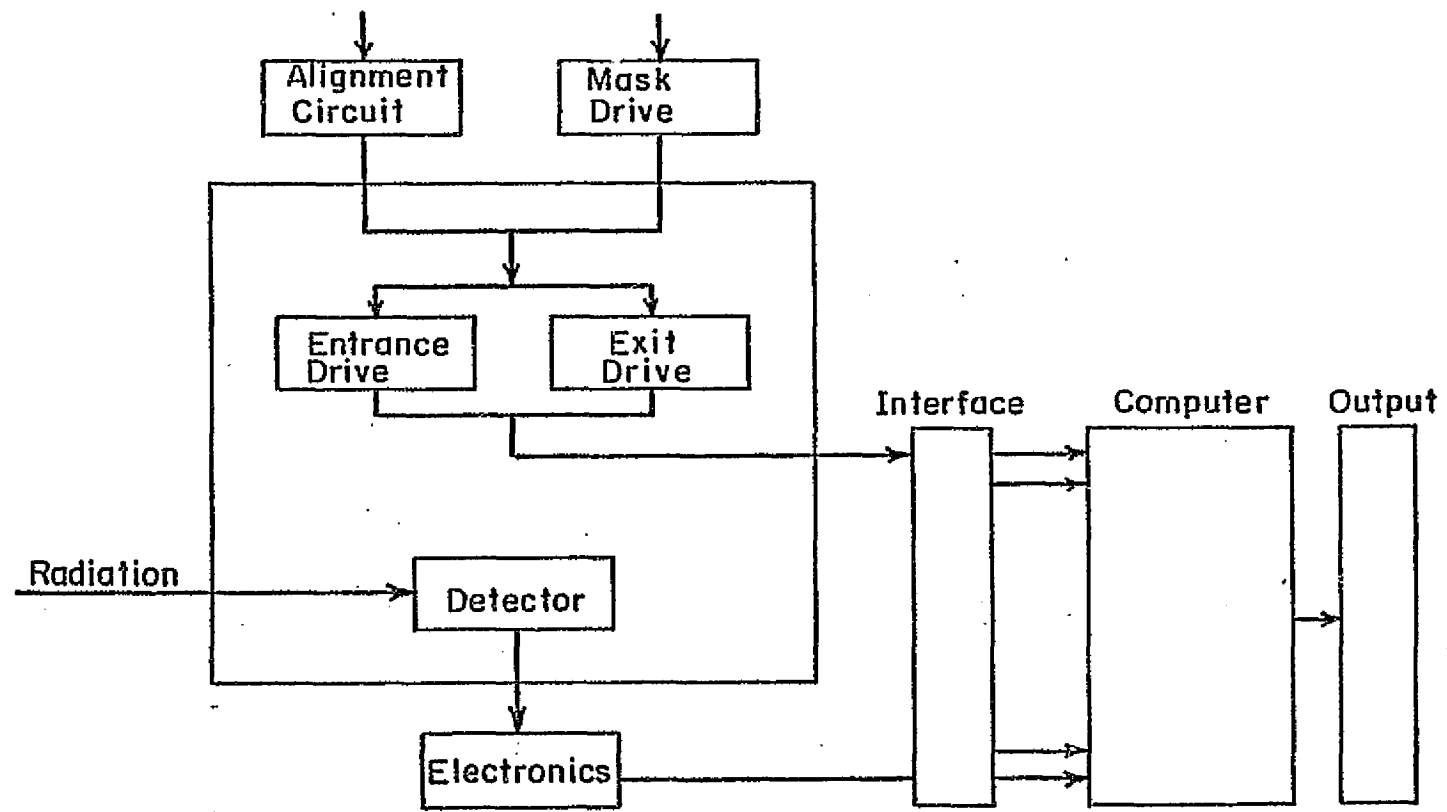 Alignment
Circuit
Mask
Drive
Entrance
Drive
Exit
Drive
Interface
Computer
Output
Radiation
Detector
Electronics